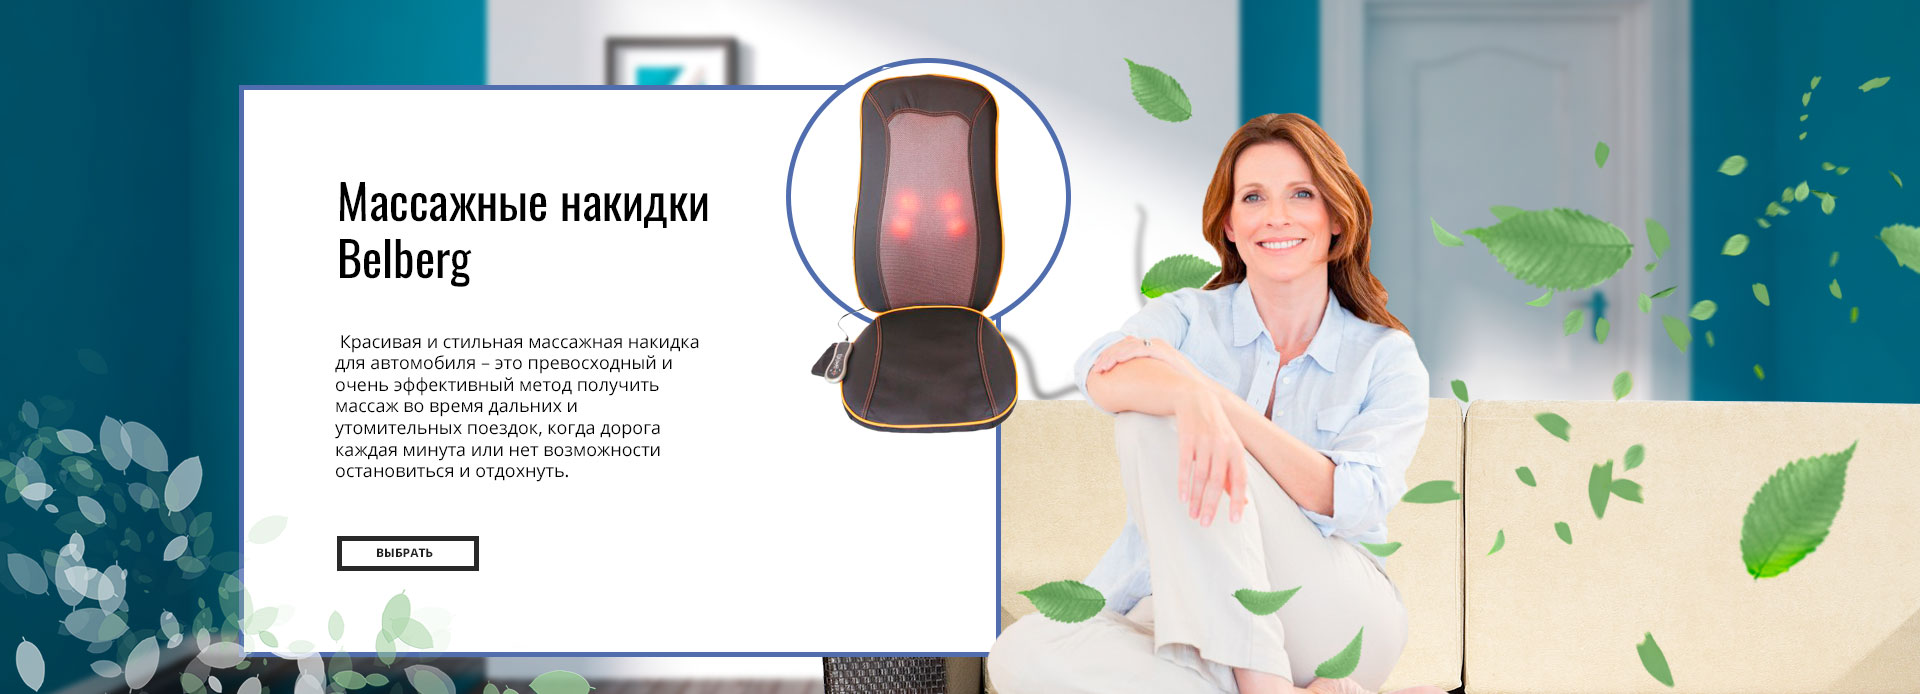 Массажные накидки
Belberg
Красивая и стильная массажная накидка
для автомобиля – это превосходный и
очень эффективный метод получить
массаж во время дальних и
утомительных поездок, когда дорога
каждая минута или нет возможности
остановиться и отдохнуть.
ВЫБРАТЬ